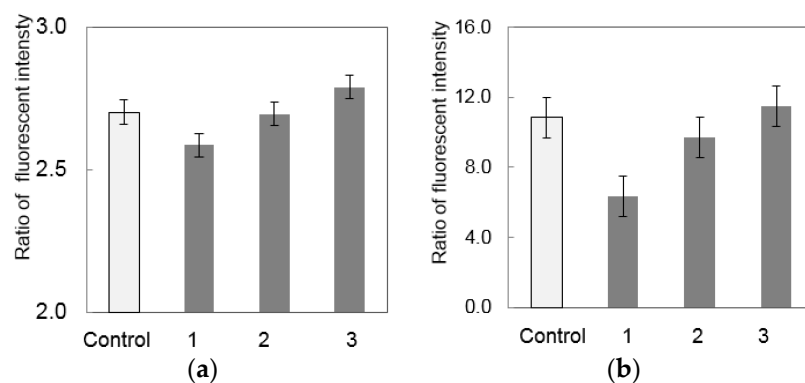 Ratio of fluorescent intensty
3.0
2.5
2.0
Control 1 2 3
(a)
Ratio of fluorescent intensity
16.0
12.0
8.0
4.0
0.0
Control 1 2 3
(b)